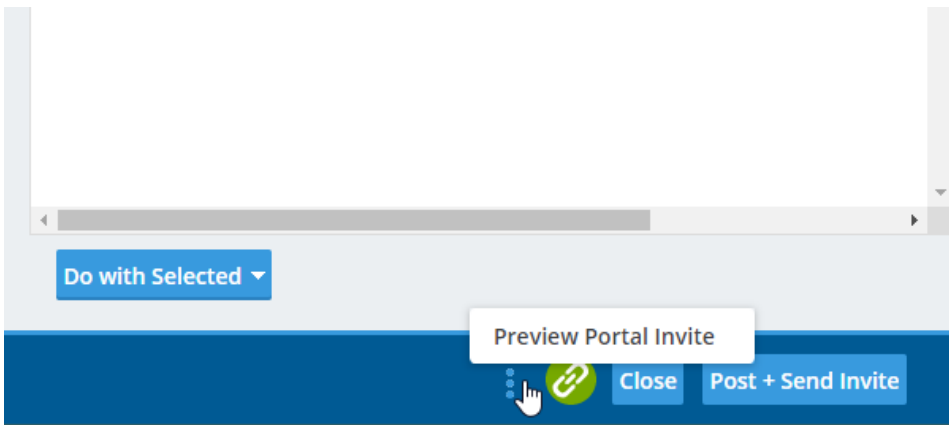 Do with Selected
Preview Portal Invite
Close
Post + Send Invite